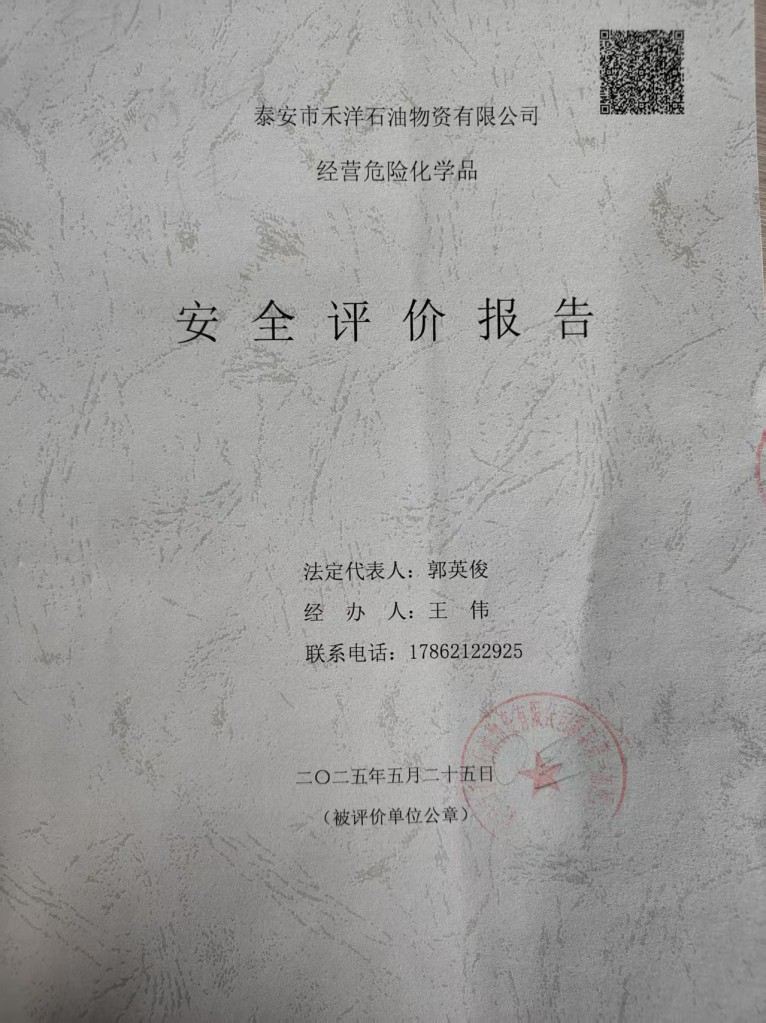 泰安市禾洋石油物资有限公司
经营危险化学品
安全评价报告
法定代表人：郭英俊
经 办 人：王 伟
联系电话：17862122925
二〇二五年五月二十五日
（被评价单位公章）